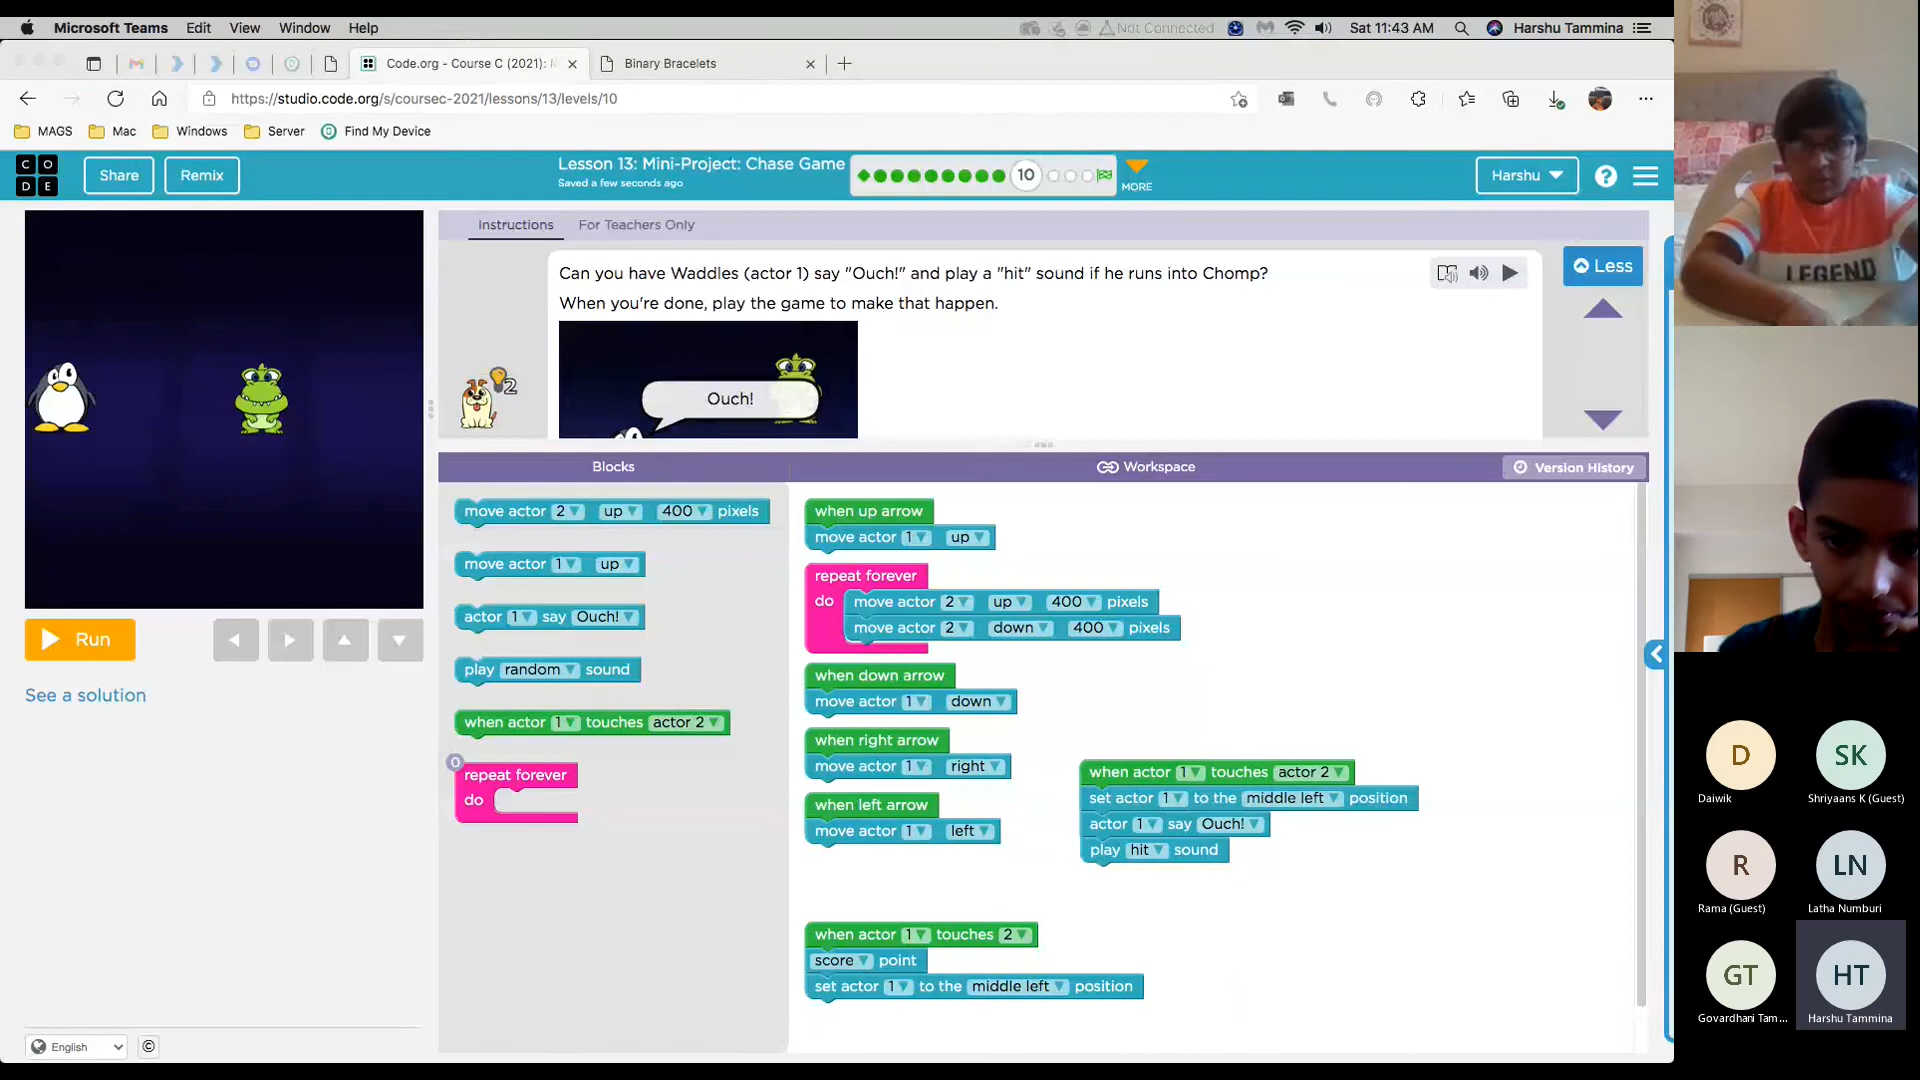 Microsoft Teams Edit View Window Help
Not Connected Sat 11:43 AM Harshu Tammina
Code.org - Course C (2021): M Binary Bracelets
https://studio.code.org/s/coursec-2021/lessons/13/levels/10
MAGS Mac Windows Server Find My Device
C O D E
Share Remix
Lesson 13: Mini-Project: Chase Game
Saved a few seconds ago
10
MORE
Harshu
Instructions For Teachers Only
Can you have Waddles (actor 1) say "Ouch!" and play a "hit" sound if he runs into Chomp?
When you're done, play the game to make that happen.
Less
2
Ouch!
Blocks
Workspace
Version History
move actor 2 up 400 pixels
move actor 1 up
actor 1 say Ouch!
play random sound
when actor 1 touches actor 2
0
repeat forever
do
when up arrow
move actor 1 up
repeat forever
do move actor 2 up 400 pixels
move actor 2 down 400 pixels
when down arrow
move actor 1 down
when right arrow
move actor 1 right
when left arrow
move actor 1 left
when actor 1 touches actor 2
set actor 1 to the middle left position
actor 1 say Ouch!
play hit sound
when actor 1 touches 2
score point
set actor 1 to the middle left position
Run
See a solution
English ©
LEGEND
D SK
Daiwik Shriyaans K (Guest)
R LN
Rama (Guest) Latha Numburi
GT HT
Govardhani Tam... Harshu Tammina